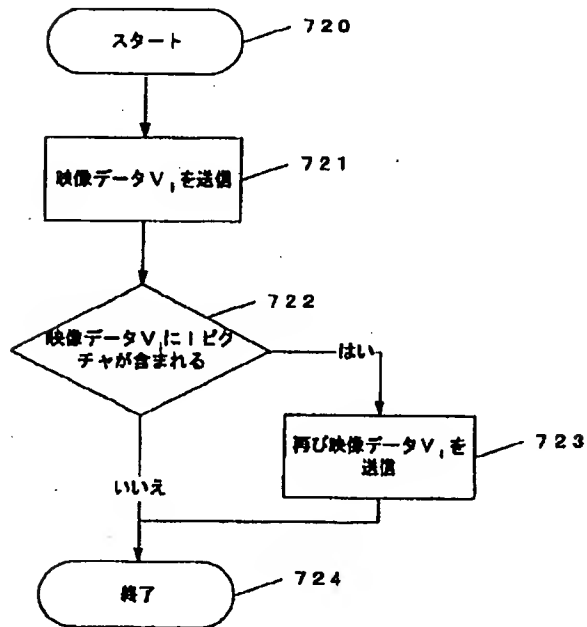 スタート
720
映像データV₁を送信
721
722
映像データV₁にIピク
チャが含まれる
はい
再び映像データV₁を
送信
723
いいえ
終了
724